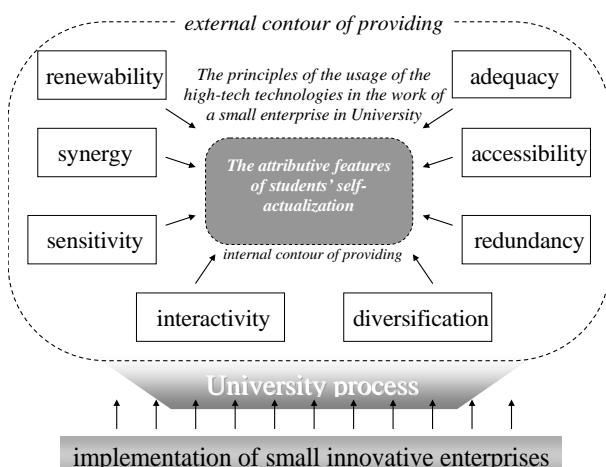 external contour of providing
renewability
The principles of the usage of the
high-tech technologies in the work of
a small enterprise in University
adequacy
synergy
The attributive features
of students' self-
actualization
accessibility
sensitivity
internal contour of providing
redundancy
interactivity
diversification
University process
implementation of small innovative enterprises